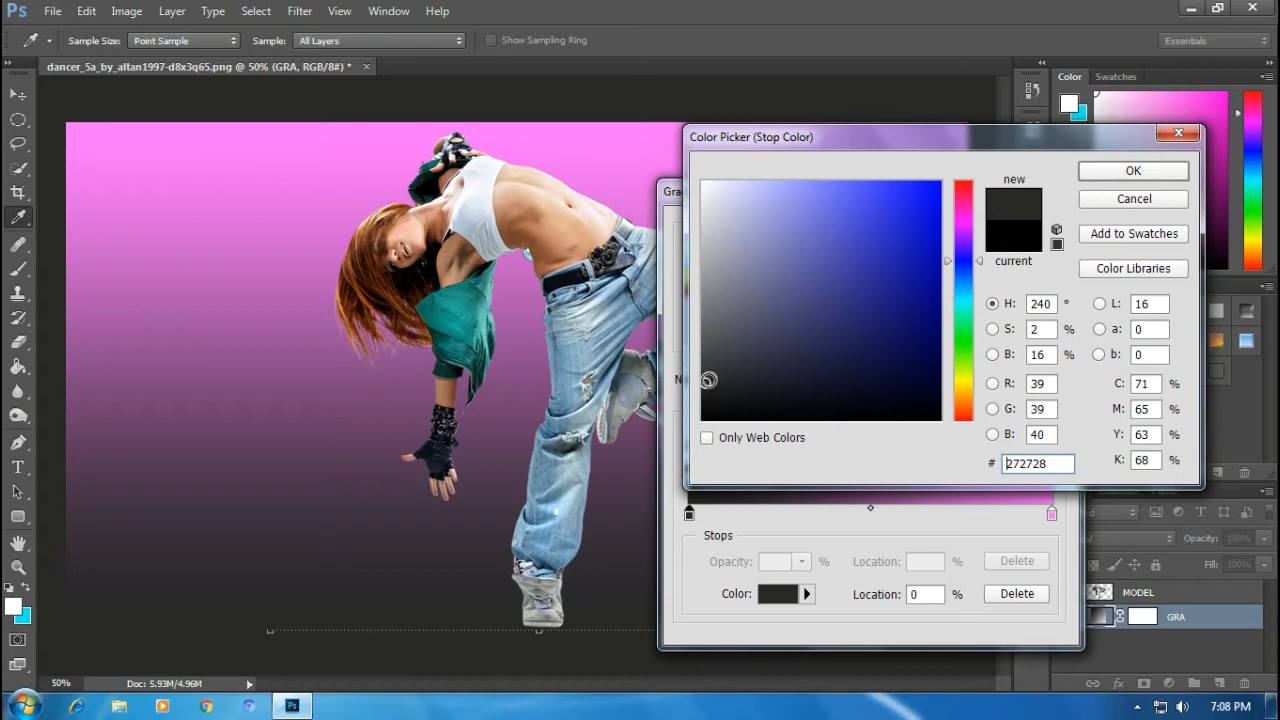 Ps File Edit Image Layer Type Select Filter View Window Help
Sample Size: Point Sample Sample: All Layers Show Sampling Ring Essentials
dancer_5a_by_altan1997-d8x3q65.png @ 50% (GRA, RGB/8#) *
Color Swatches
Color Picker (Stop Color)
new
OK
Cancel
Add to Swatches
current
Color Libraries
H: 240 °
L: 16
S: 2 %
a: 0
B: 16 %
b: 0
R: 39
C: 71 %
G: 39
M: 65 %
B: 40
Y: 63 %
Only Web Colors
# 272728
K: 68 %
Stops
Opacity: % Location: % Delete
Color: Location: 0 % Delete
Opacity: 100%
Fill: 100%
MODEL
GRA
50% Doc: 5.93M/4.96M
Ps
7:08 PM